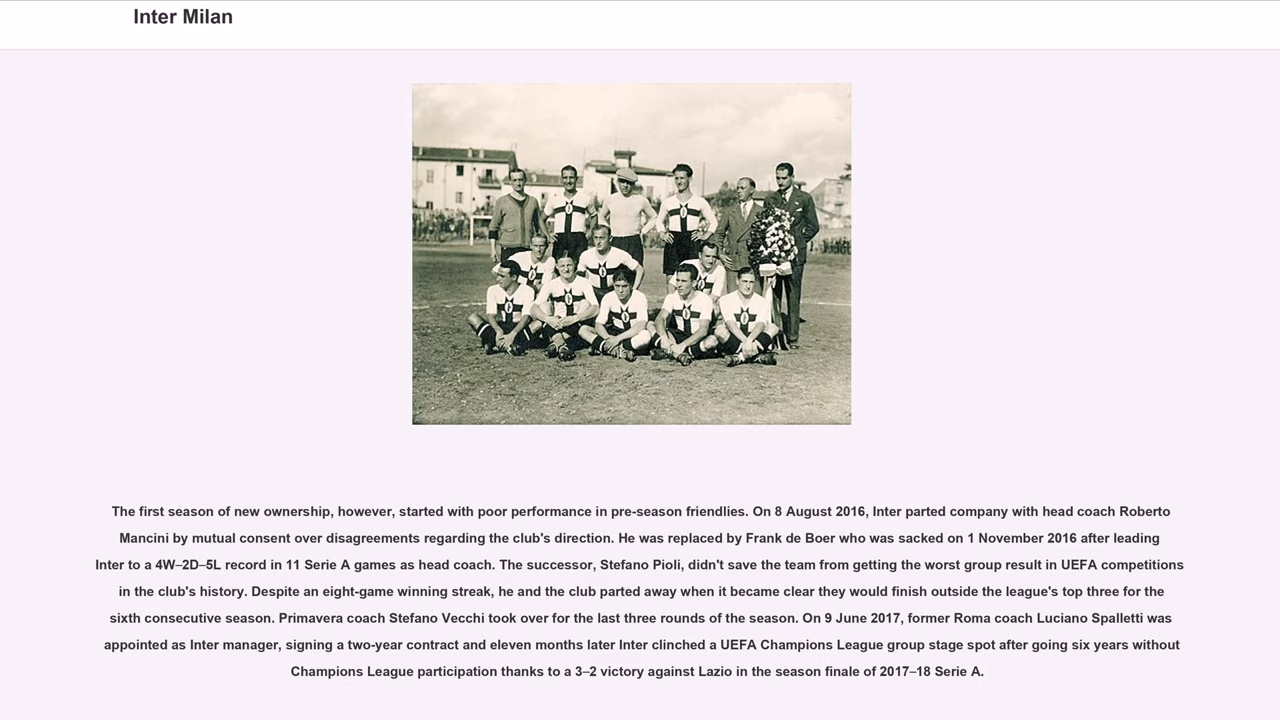 Inter Milan
The first season of new ownership, however, started with poor performance in pre-season friendlies. On 8 August 2016, Inter parted company with head coach Roberto
Mancini by mutual consent over disagreements regarding the club's direction. He was replaced by Frank de Boer who was sacked on 1 November 2016 after leading
Inter to a 4W–2D–5L record in 11 Serie A games as head coach. The successor, Stefano Pioli, didn't save the team from getting the worst group result in UEFA competitions
in the club's history. Despite an eight-game winning streak, he and the club parted away when it became clear they would finish outside the league's top three for the
sixth consecutive season. Primavera coach Stefano Vecchi took over for the last three rounds of the season. On 9 June 2017, former Roma coach Luciano Spalletti was
appointed as Inter manager, signing a two-year contract and eleven months later Inter clinched a UEFA Champions League group stage spot after going six years without
Champions League participation thanks to a 3–2 victory against Lazio in the season finale of 2017–18 Serie A.